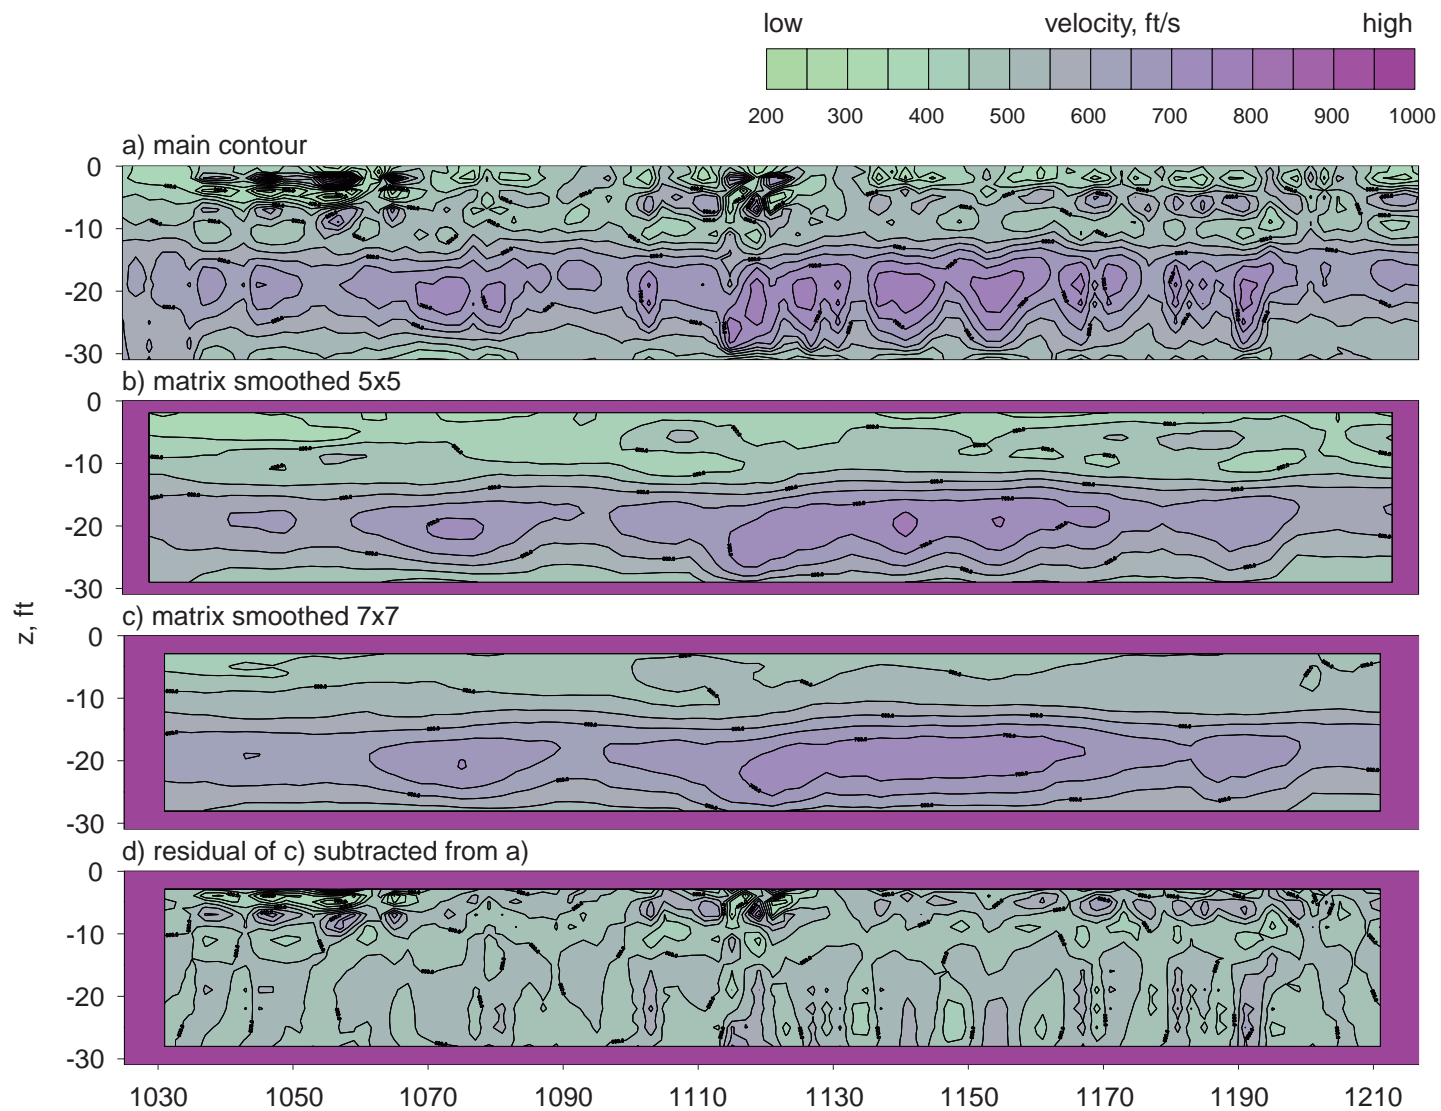 low velocity, ft/s high
200 300 400 500 600 700 800 900 1000
a) main contour
0
-10
-20
-30
b) matrix smoothed 5x5
0
-10
-20
-30
z, ft
c) matrix smoothed 7x7
0
-10
-20
-30
d) residual of c) subtracted from a)
0
-10
-20
-30
1030 1050 1070 1090 1110 1130 1150 1170 1190 1210